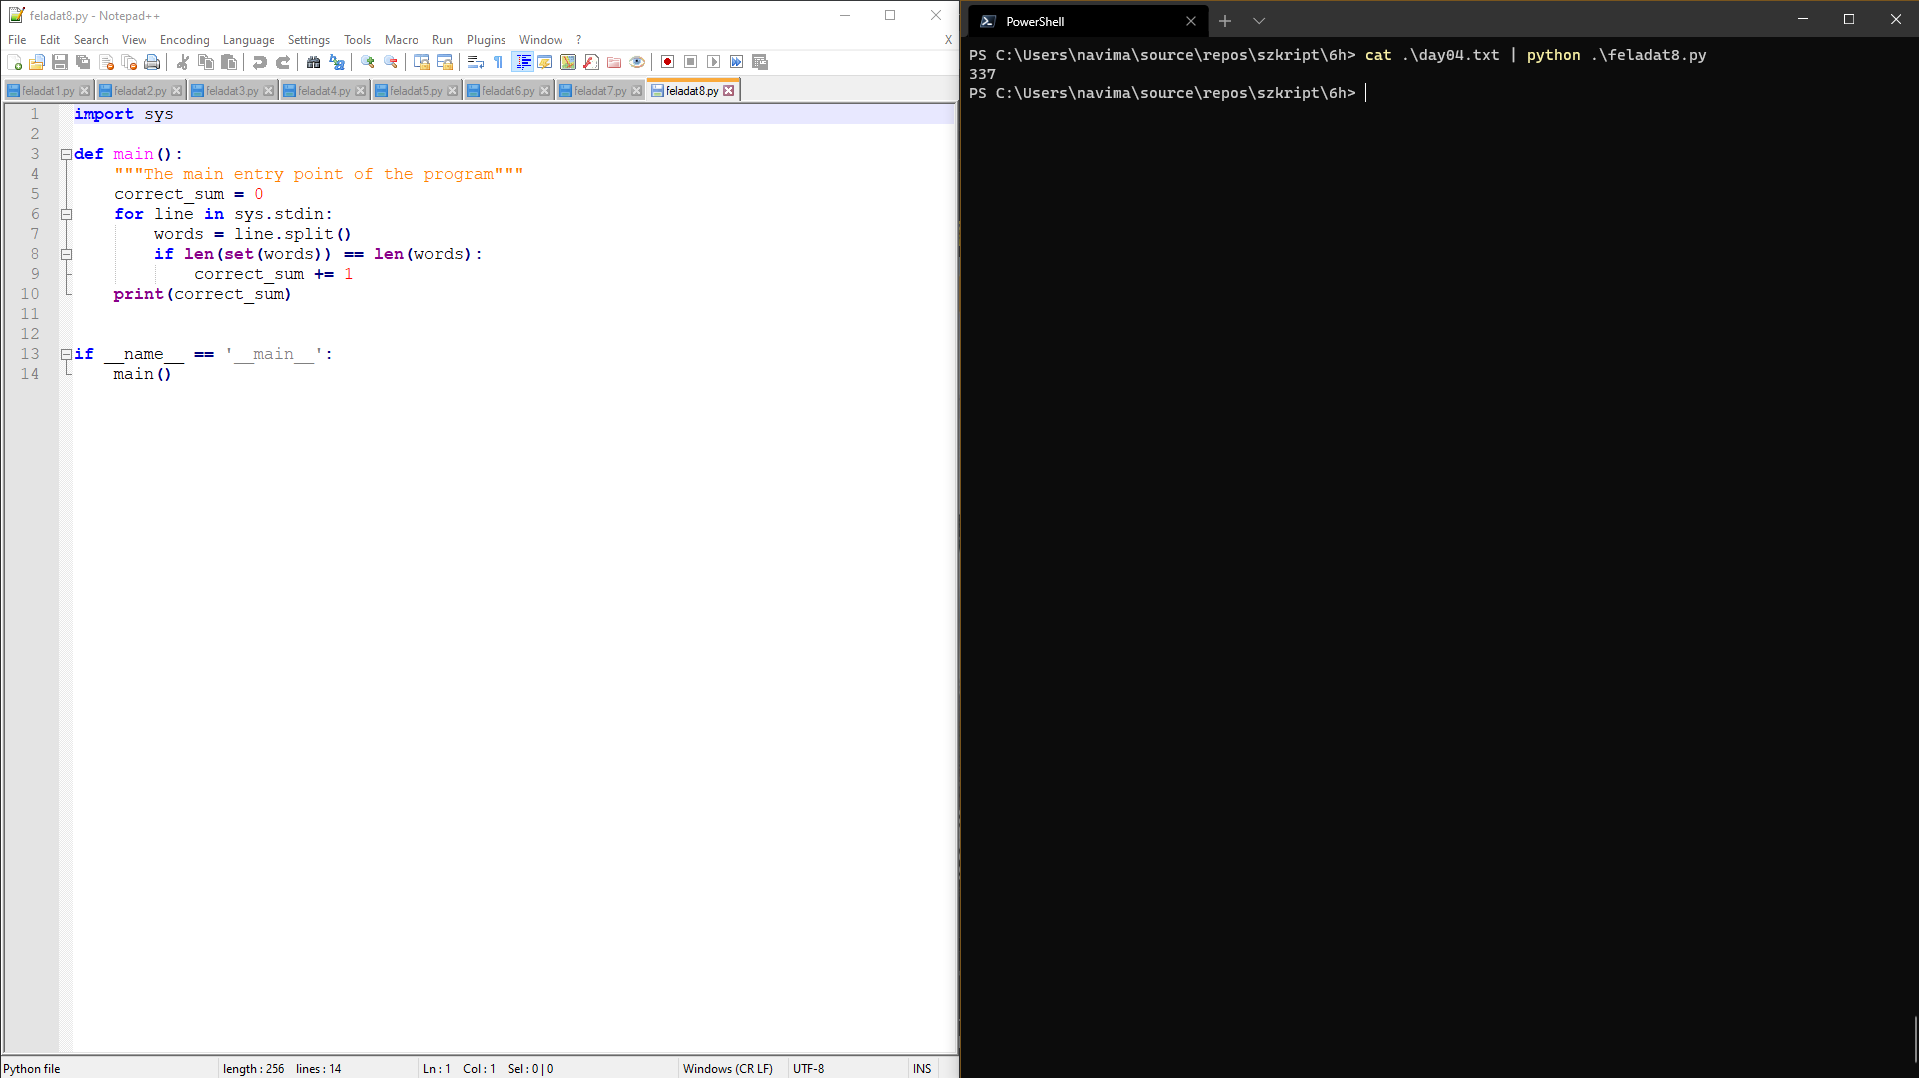 feladat8.py - Notepad++
File Edit Search View Encoding Language Settings Tools Macro Run Plugins Window ? X
feladat1.py feladat2.py feladat3.py feladat4.py feladat5.py feladat6.py feladat7.py feladat8.py
1 import sys
2
3 def main():
4 """The main entry point of the program"""
5 correct_sum = 0
6 for line in sys.stdin:
7 words = line.split()
8 if len(set(words)) == len(words):
9 correct_sum += 1
10 print(correct_sum)
11
12
13 if __name__ == '__main__':
14 main()
Python file length : 256 lines : 14 Ln : 1 Col : 1 Sel : 0 | 0 Windows (CR LF) UTF-8 INS
PowerShell
PS C:\Users\navima\source\repos\szkript\6h> cat .\day04.txt | python .\feladat8.py
337
PS C:\Users\navima\source\repos\szkript\6h>